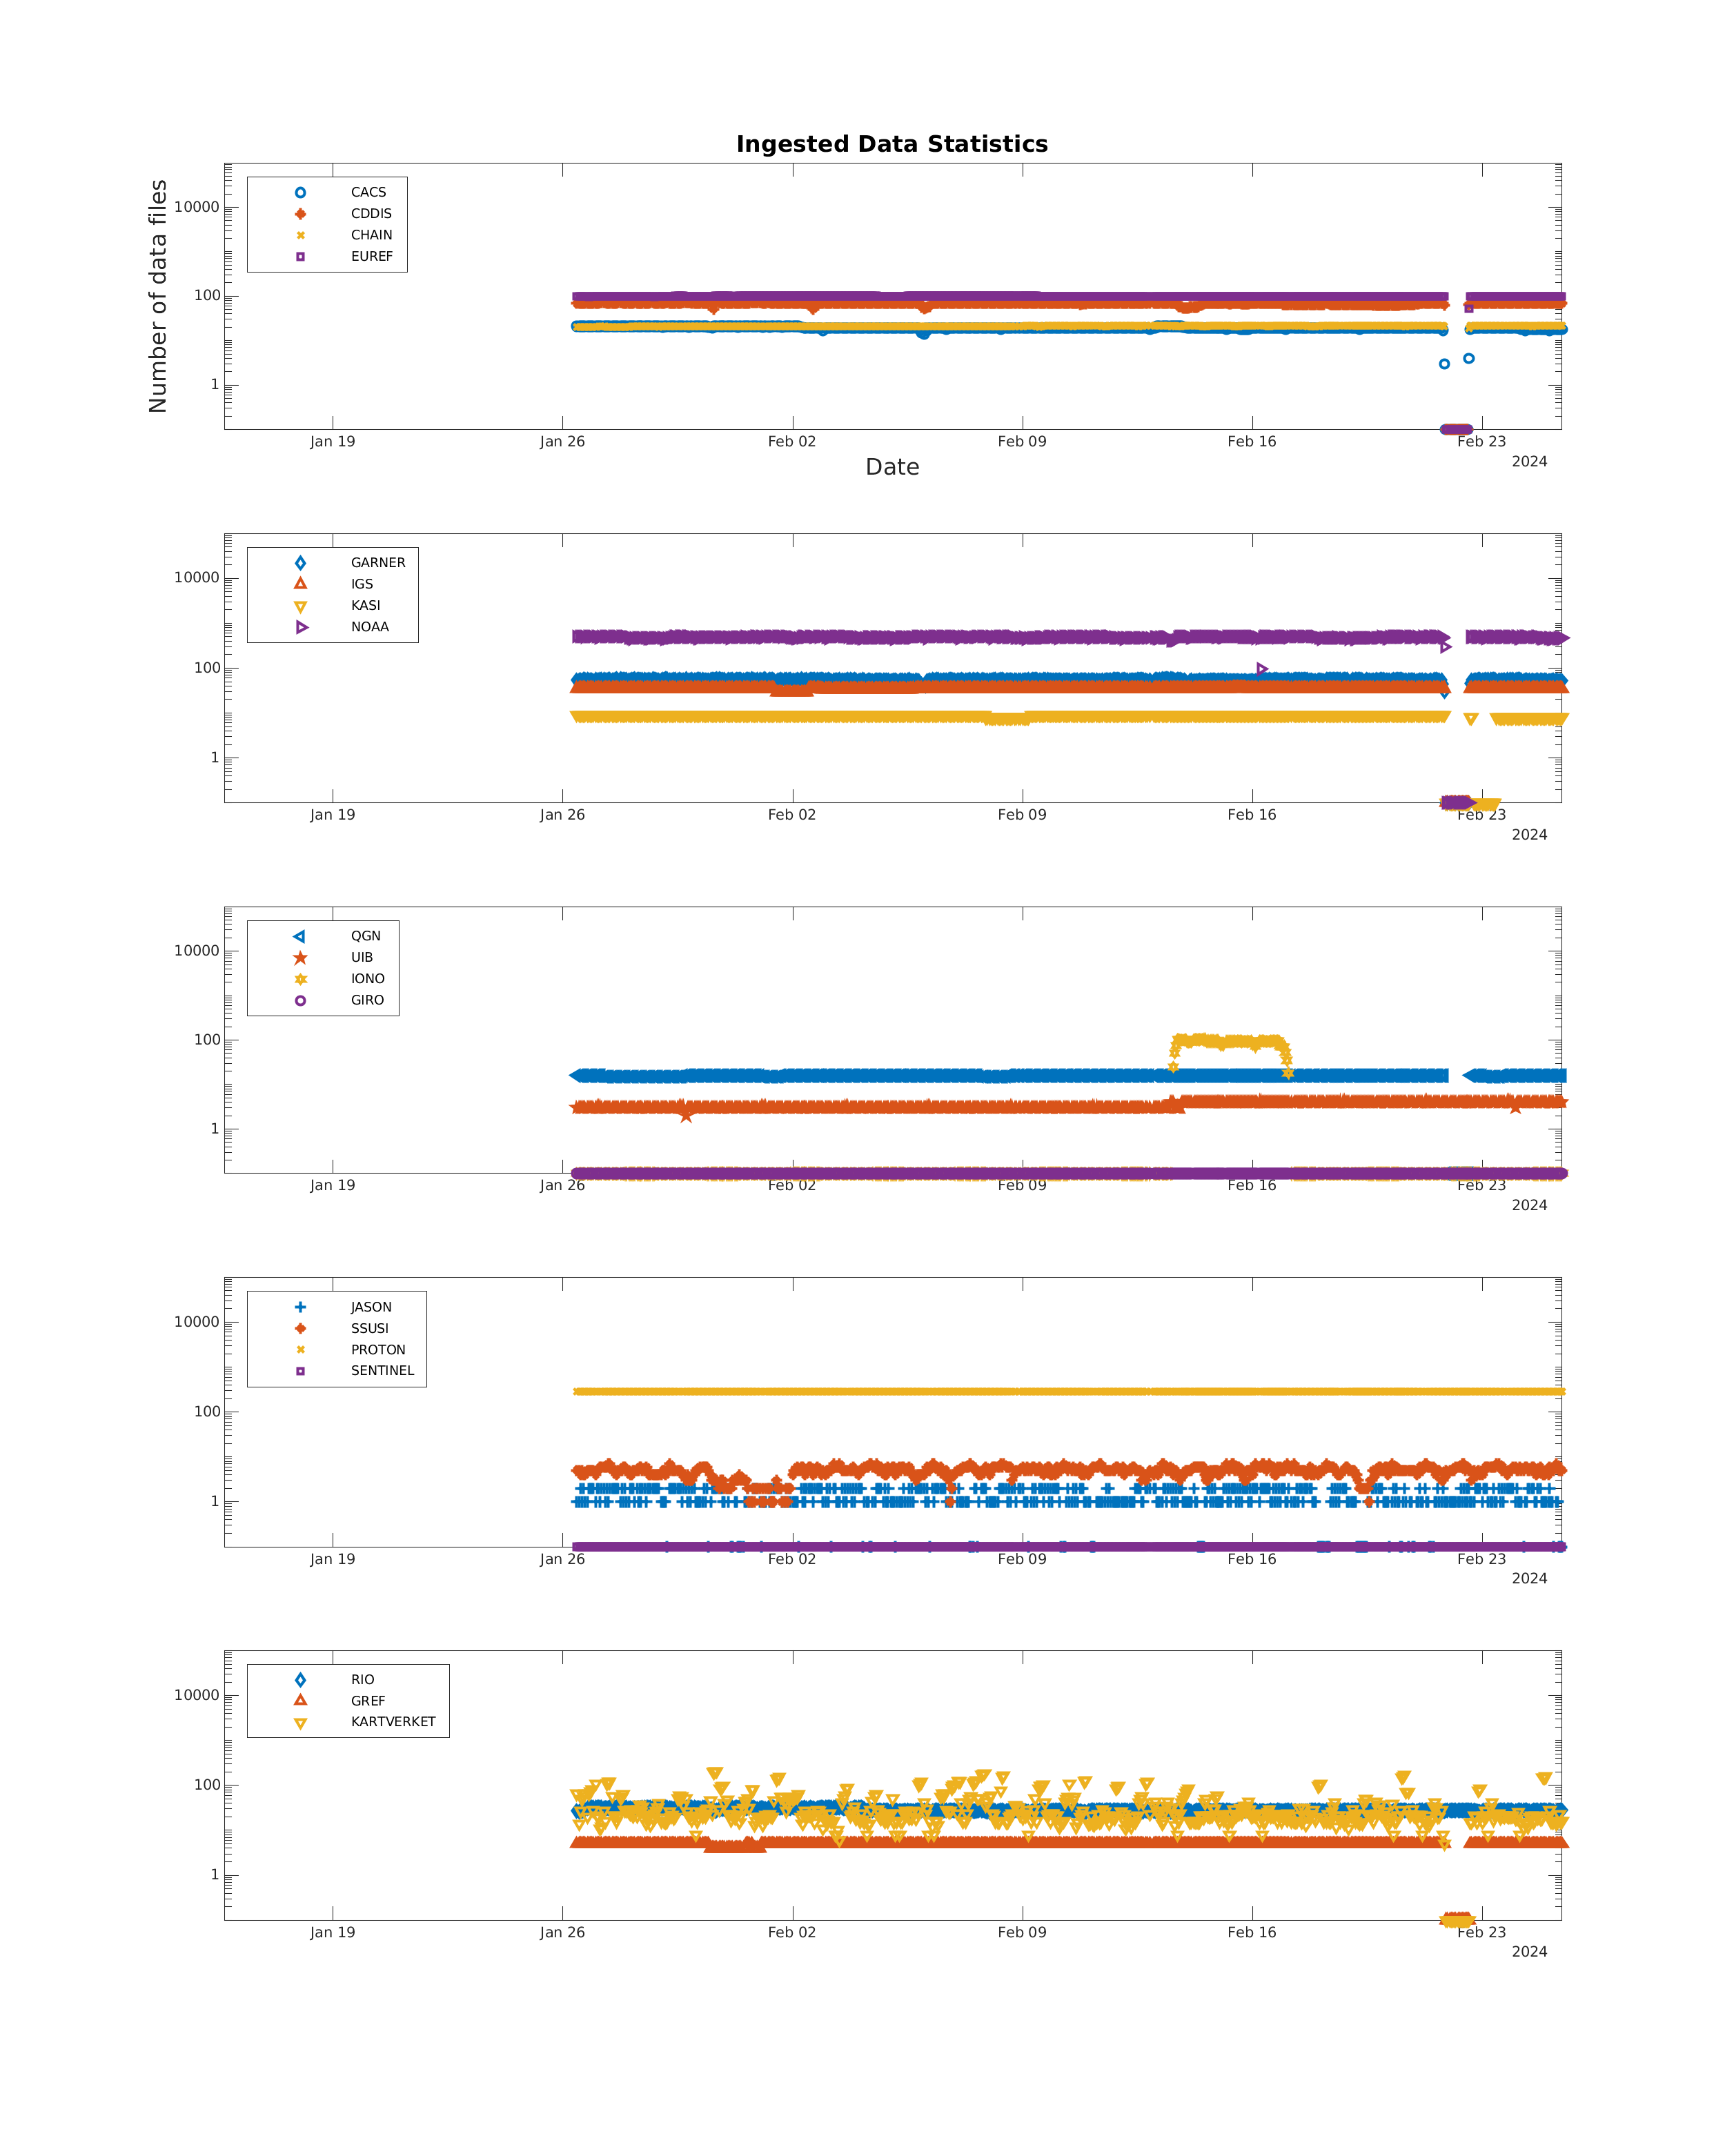 Ingested Data Statistics
Number of data files
10000
100
1
CACS
CDDIS
CHAIN
EUREF
Jan 19 Jan 26 Feb 02 Feb 09 Feb 16 Feb 23
2024
Date
10000
100
1
GARNER
IGS
KASI
NOAA
Jan 19 Jan 26 Feb 02 Feb 09 Feb 16 Feb 23
2024
10000
100
1
QGN
UIB
IONO
GIRO
Jan 19 Jan 26 Feb 02 Feb 09 Feb 16 Feb 23
2024
10000
100
1
JASON
SSUSI
PROTON
SENTINEL
Jan 19 Jan 26 Feb 02 Feb 09 Feb 16 Feb 23
2024
10000
100
1
RIO
GREF
KARTVERKET
Jan 19 Jan 26 Feb 02 Feb 09 Feb 16 Feb 23
2024